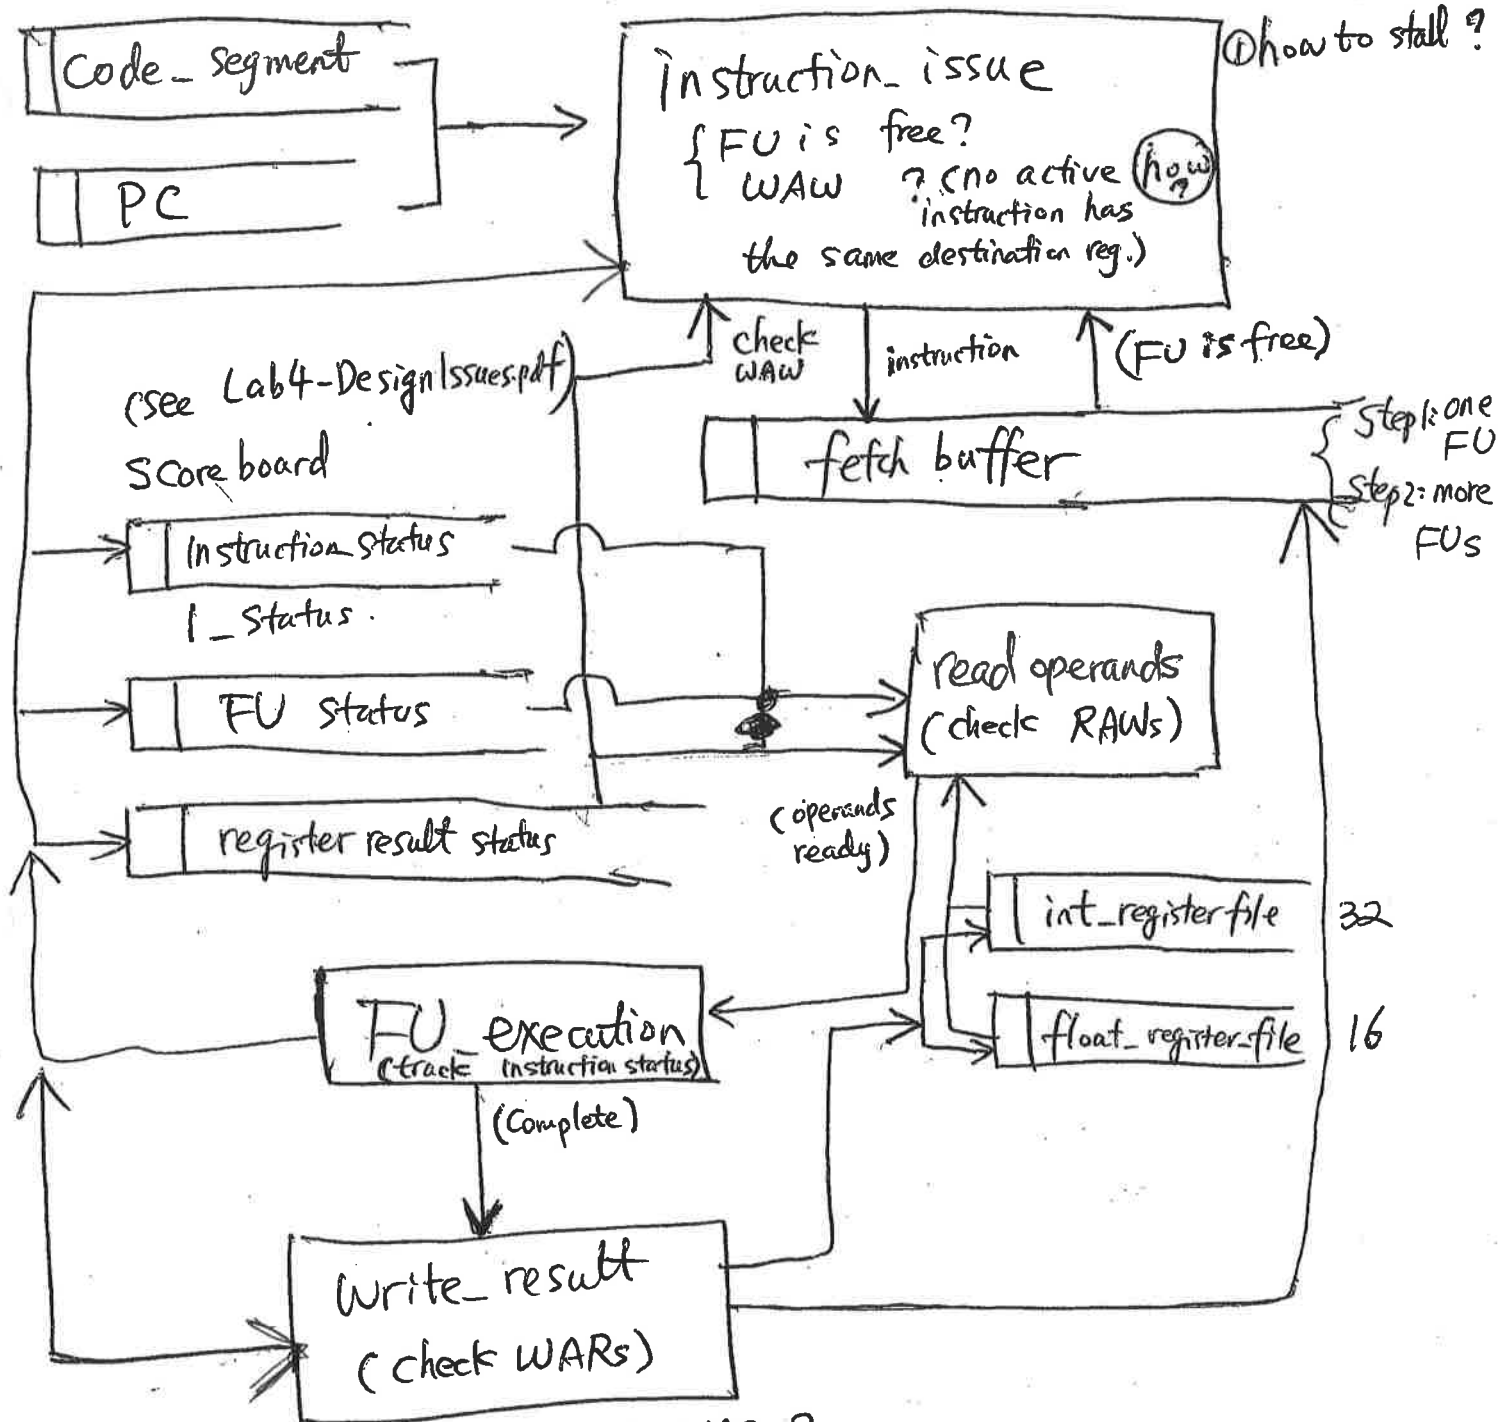 Code_segment
PC
instruction_issue
FU is free?
WAW ? (no active
instruction has
the same destination reg.)
how
?
① how to stall ?
check
WAW
instruction
(FU is free)
(see Lab4-DesignIssues.pdf)
Scoreboard
fetch buffer
Step1: one
FU
Step2: more
FUs
Instruction_status
I_Status.
FU status
register result status
read operands
(check RAWs)
(operands
ready)
int_registerfile
32
float_register_file
16
FU_execution
(track instruction status)
(Complete)
Write_result
(check WARs)